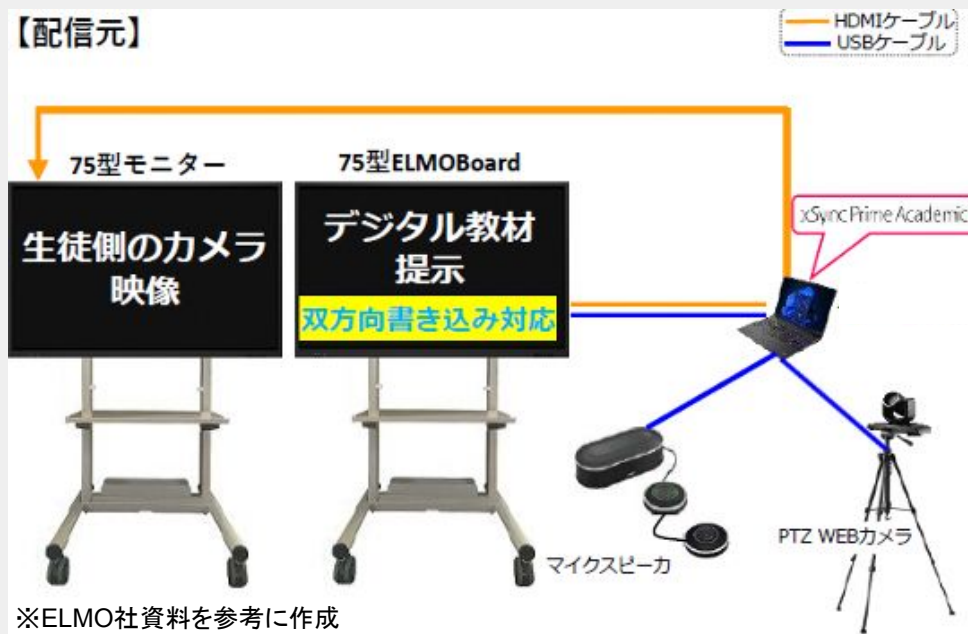 【配信元】
HDMIケーブル
USBケーブル
75型モニター
75型ELMOBoard
生徒側のカメラ
映像
デジタル教材
提示
双方向書き込み対応
xSync Prime Academic
マイクスピーカ
PTZ WEBカメラ
※ELMO社資料を参考に作成